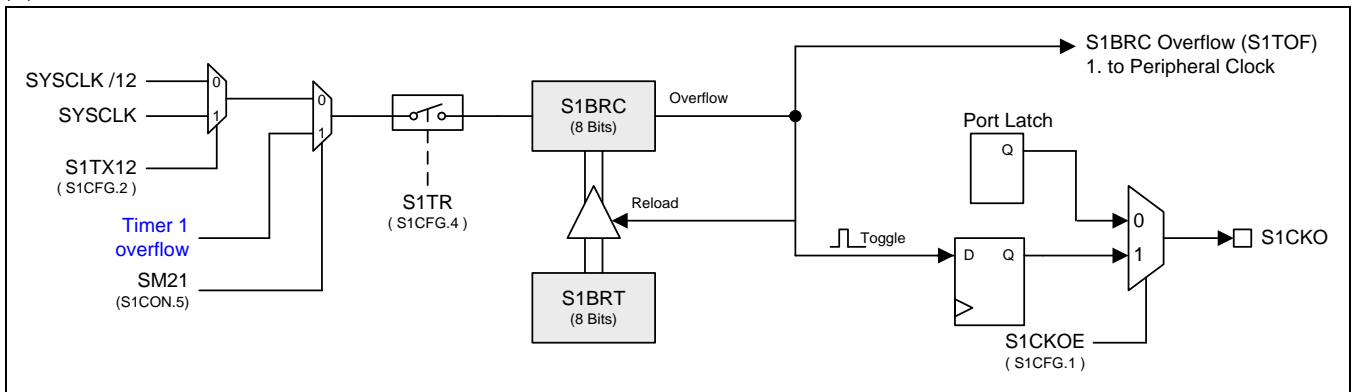 SYSCLK /12
SYSCLK
0
1
S1TX12
( S1CFG.2 )
Timer 1
overflow
SM21
(S1CON.5)
0
1
S1TR
( S1CFG.4 )
S1BRC
(8 Bits)
Overflow
Reload
S1BRT
(8 Bits)
S1BRC Overflow (S1TOF)
1. to Peripheral Clock
Port Latch
Q
Toggle
D Q
0
1
S1CKO
S1CKOE
( S1CFG.1 )